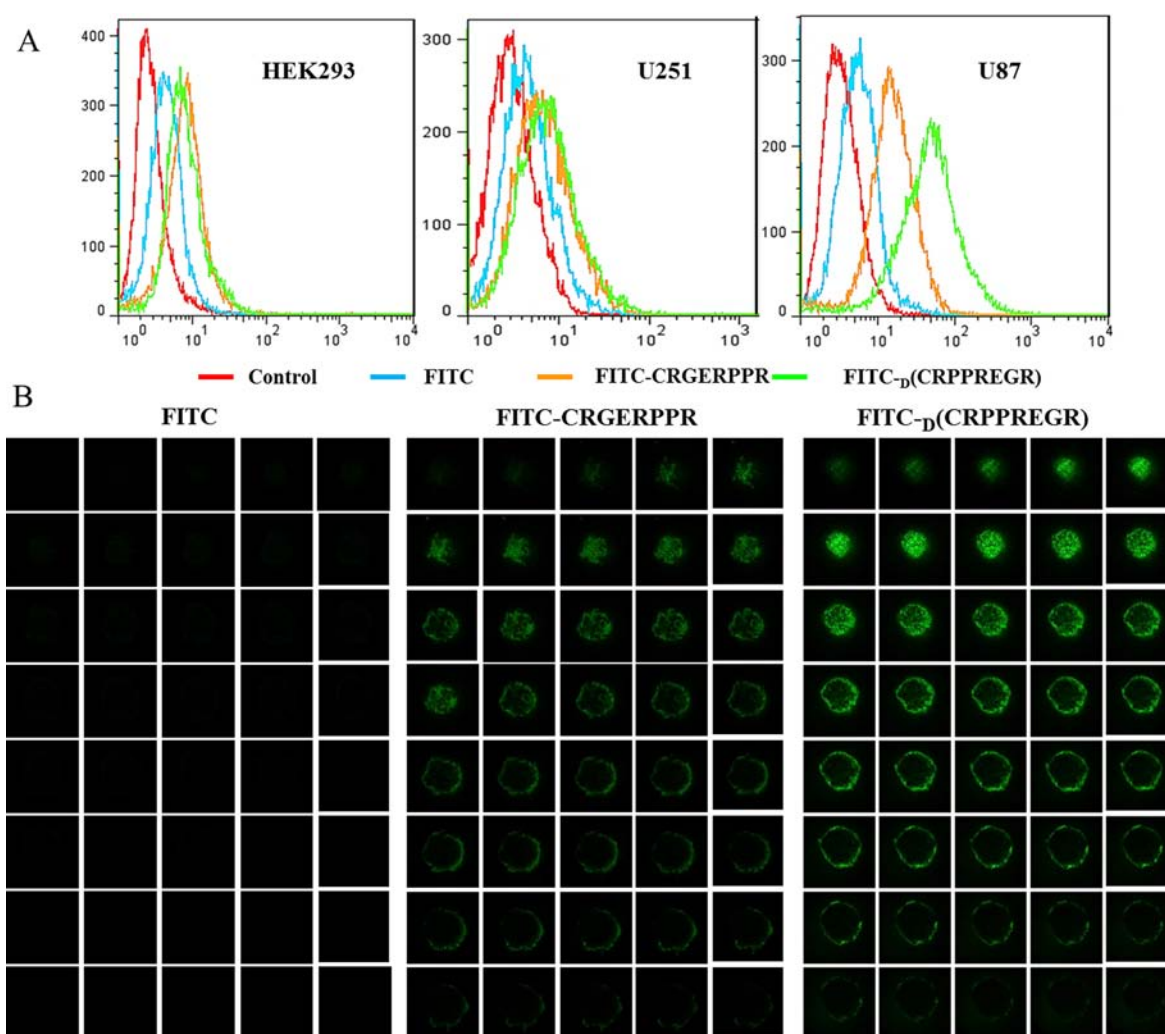 A
400
300
200
100
0
HEK293
10^0 10^1 10^2 10^3 10^4
300
200
100
0
U251
10^0 10^1 10^2 10^3
300
200
100
0
U87
10^0 10^1 10^2 10^3 10^4
Control FITC FITC-CRGERPPR FITC-D(CRPPREGR)
B
FITC FITC-CRGERPPR FITC-D(CRPPREGR)